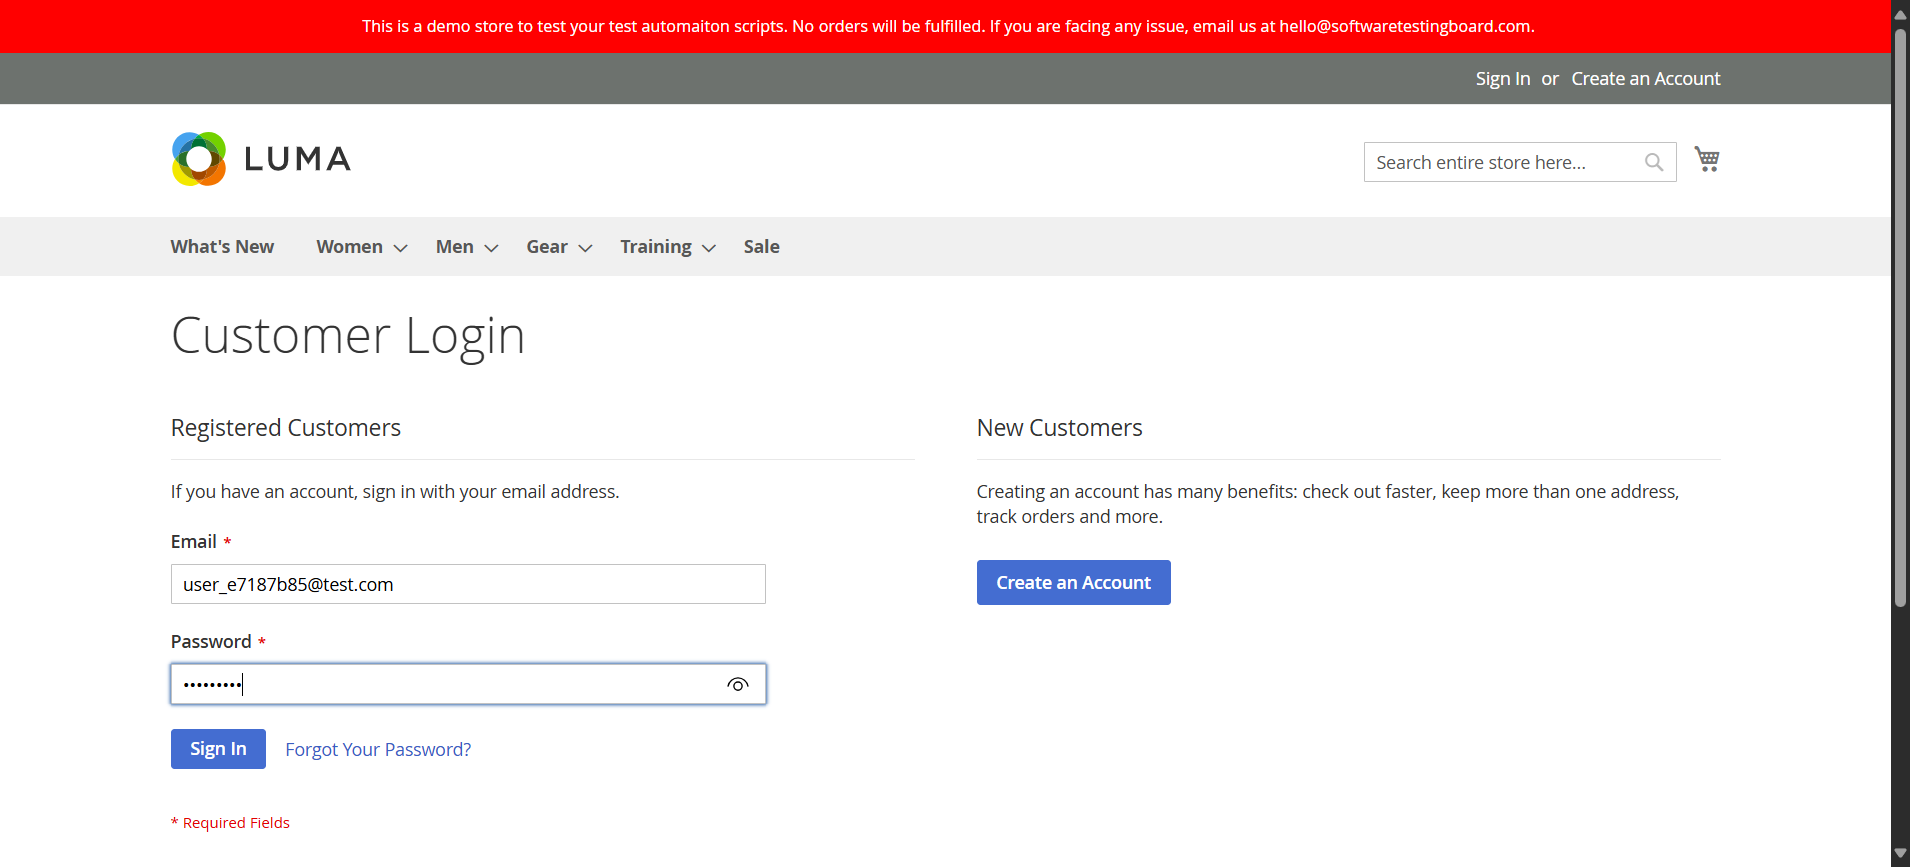 This is a demo store to test your test automaiton scripts. No orders will be fulfilled. If you are facing any issue, email us at hello@softwaretestingboard.com.
Sign In or Create an Account
LUMA
Search entire store here...
What's New Women Men Gear Training Sale
Customer Login
Registered Customers
If you have an account, sign in with your email address.
Email *
user_e7187b85@test.com
Password *
•••••••••
Sign In Forgot Your Password?
* Required Fields
New Customers
Creating an account has many benefits: check out faster, keep more than one address,
track orders and more.
Create an Account